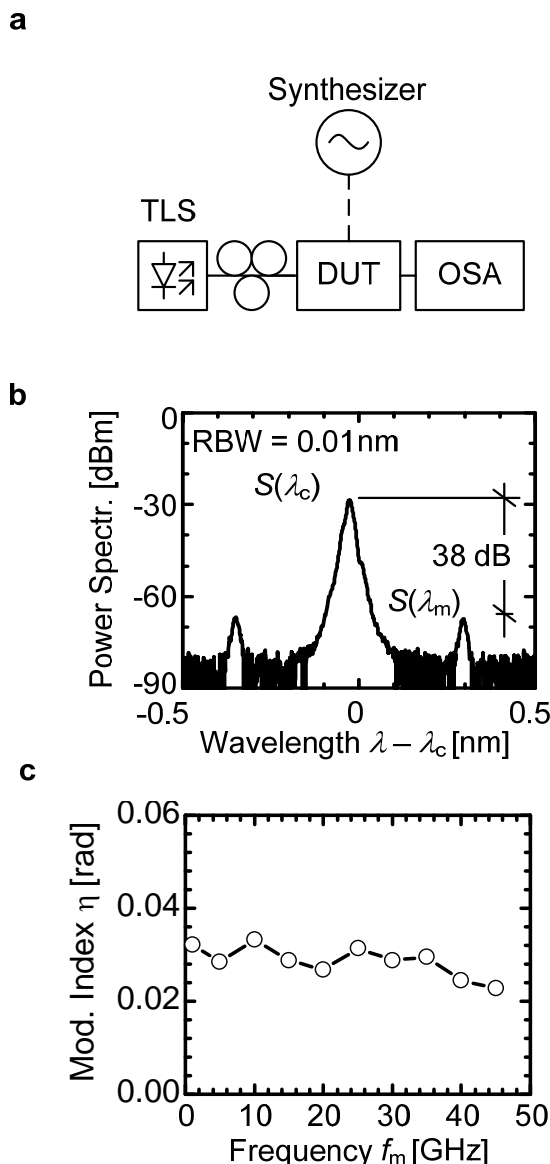 a
Synthesizer
TLS
DUT
OSA
b
Power Spectr. [dBm]
0
-30
-60
-90
RBW = 0.01nm
S(λc)
38 dB
S(λm)
-0.5
0
0.5
Wavelength λ – λc [nm]
c
Mod. Index η [rad]
0.06
0.04
0.02
0.00
0
10
20
30
40
50
Frequency fm [GHz]